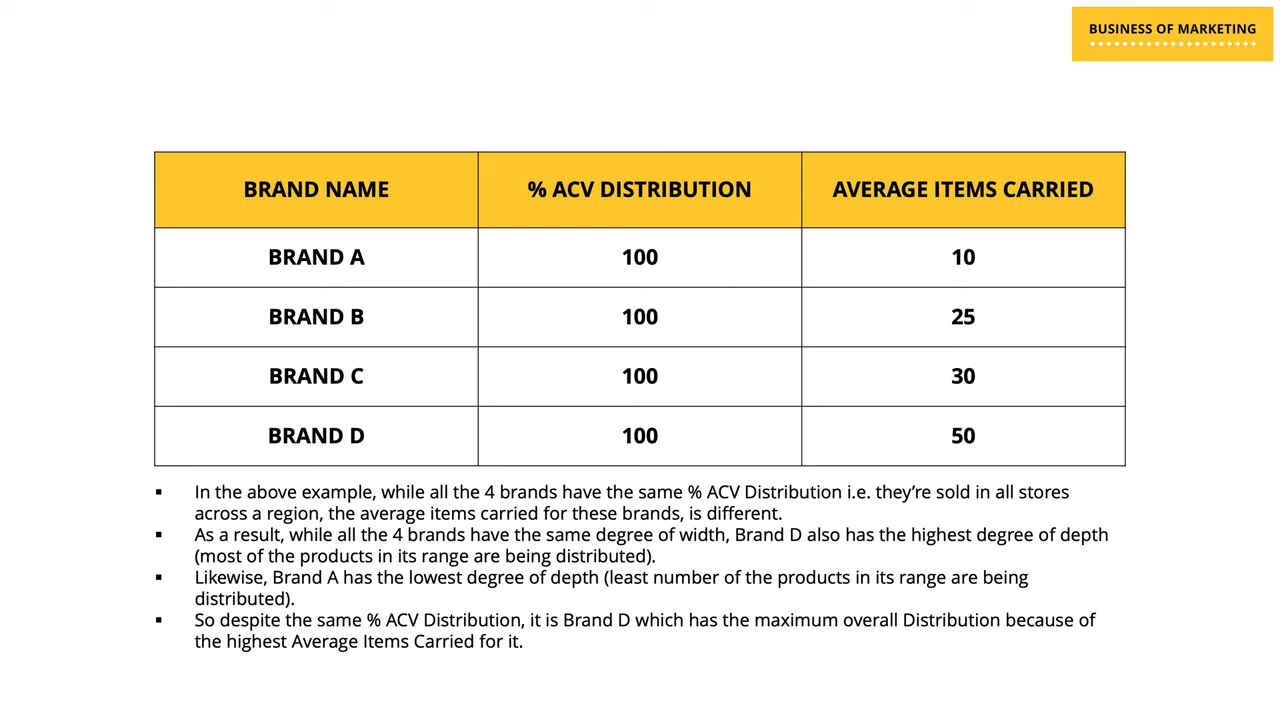 BUSINESS OF MARKETING
BRAND NAME % ACV DISTRIBUTION AVERAGE ITEMS CARRIED
BRAND A 100 10
BRAND B 100 25
BRAND C 100 30
BRAND D 100 50
▪ In the above example, while all the 4 brands have the same % ACV Distribution i.e. they’re sold in all stores
across a region, the average items carried for these brands, is different.
▪ As a result, while all the 4 brands have the same degree of width, Brand D also has the highest degree of depth
(most of the products in its range are being distributed).
▪ Likewise, Brand A has the lowest degree of depth (least number of the products in its range are being
distributed).
▪ So despite the same % ACV Distribution, it is Brand D which has the maximum overall Distribution because of
the highest Average Items Carried for it.